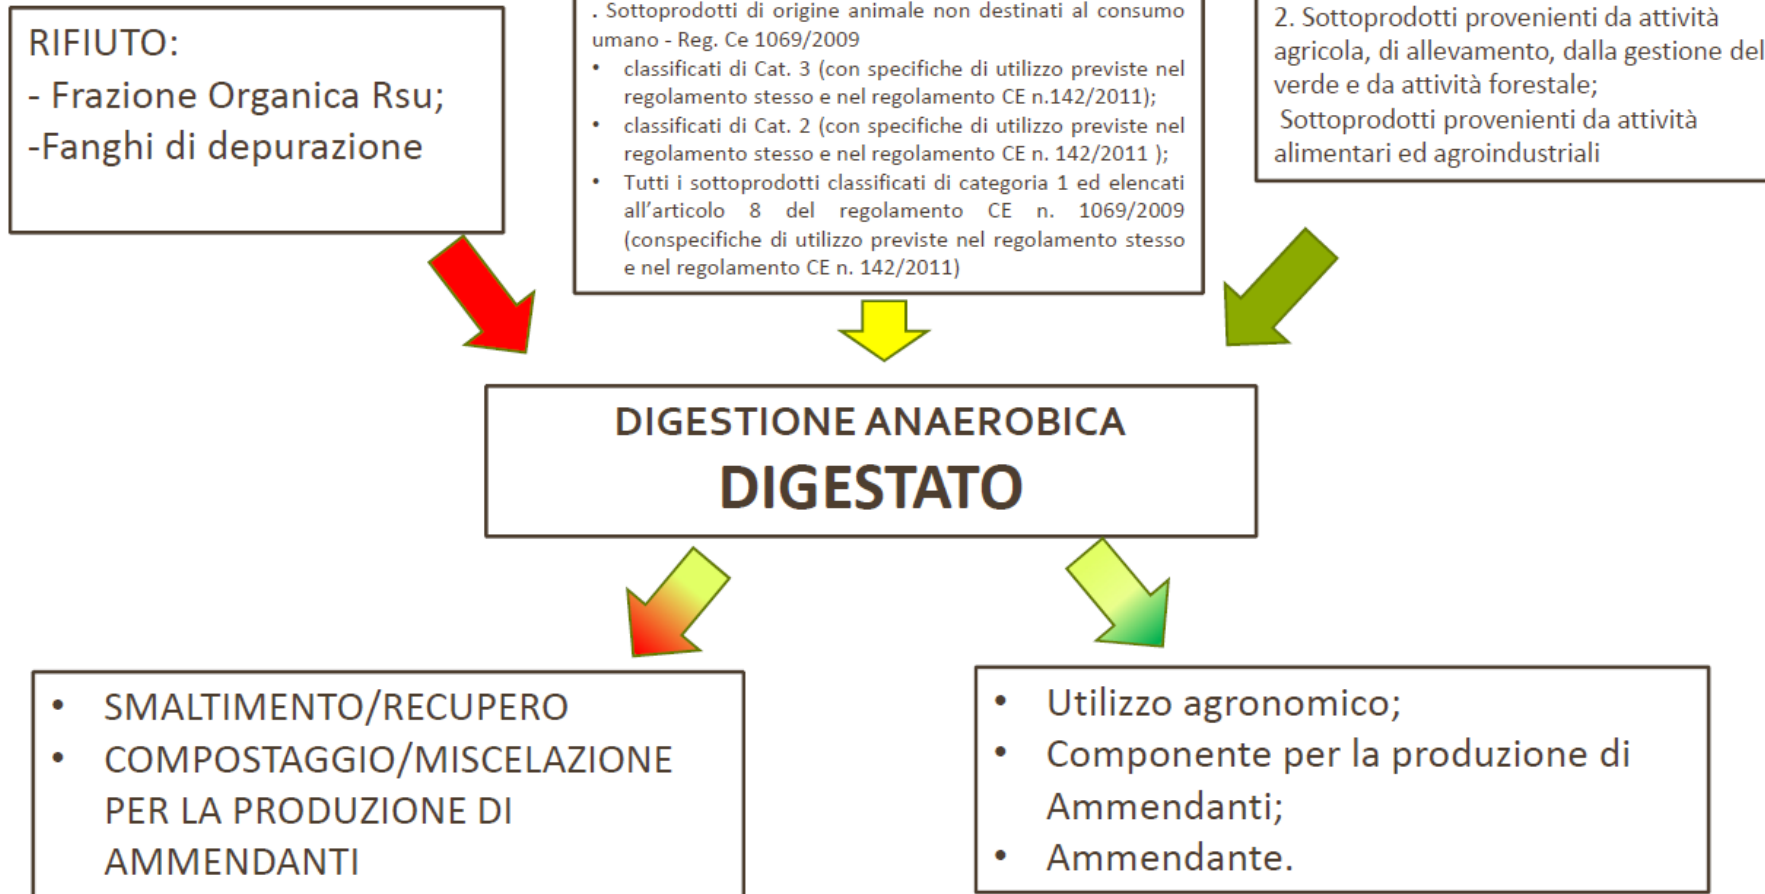 RIFIUTO:
- Frazione Organica Rsu;
-Fanghi di depurazione
. Sottoprodotti di origine animale non destinati al consumo
umano - Reg. Ce 1069/2009
• classificati di Cat. 3 (con specifiche di utilizzo previste nel
regolamento stesso e nel regolamento CE n.142/2011);
• classificati di Cat. 2 (con specifiche di utilizzo previste nel
regolamento stesso e nel regolamento CE n. 142/2011 );
• Tutti i sottoprodotti classificati di categoria 1 ed elencati
all'articolo 8 del regolamento CE n. 1069/2009
(conspecifiche di utilizzo previste nel regolamento stesso
e nel regolamento CE n. 142/2011)
2. Sottoprodotti provenienti da attività
agricola, di allevamento, dalla gestione del
verde e da attività forestale;
Sottoprodotti provenienti da attività
alimentari ed agroindustriali
DIGESTIONE ANAEROBICA
DIGESTATO
• SMALTIMENTO/RECUPERO
• COMPOSTAGGIO/MISCELAZIONE
PER LA PRODUZIONE DI
AMMENDANTI
• Utilizzo agronomico;
• Componente per la produzione di
Ammendanti;
• Ammendante.